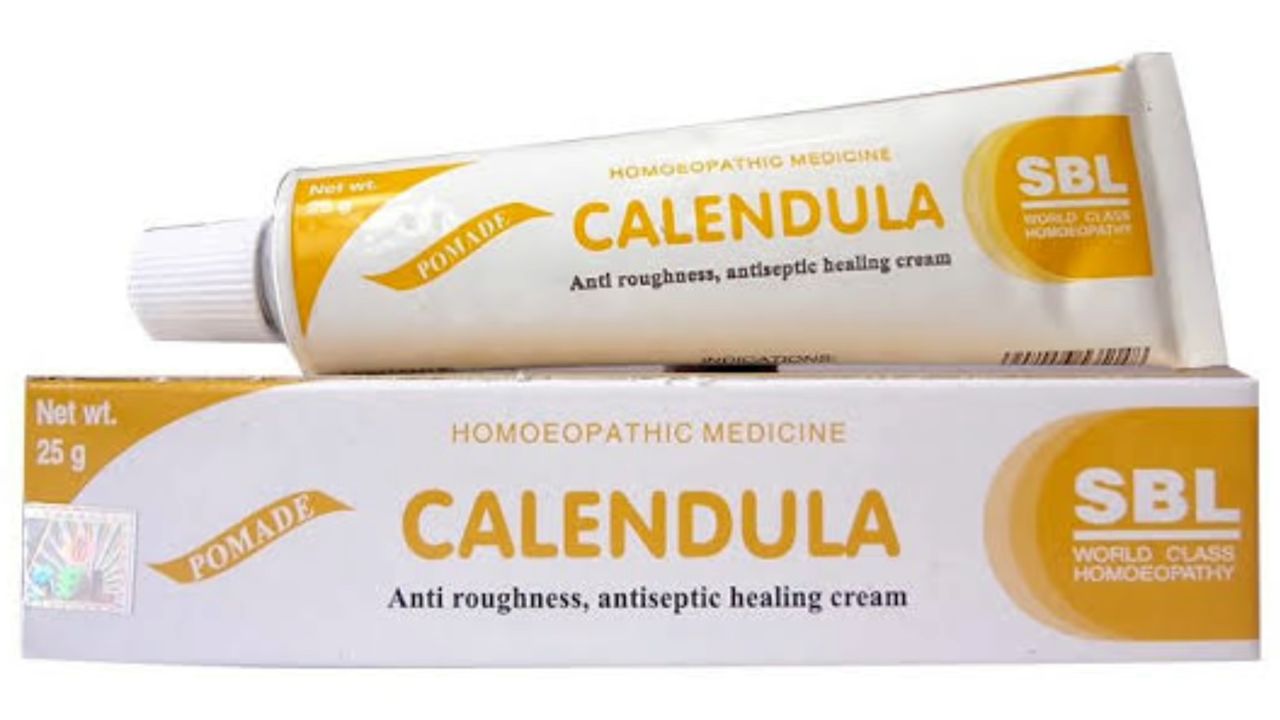 Net wt.
25 g
POMADE
HOMOEOPATHIC MEDICINE
CALENDULA
Anti roughness, antiseptic healing cream
SBL
WORLD CLASS
HOMOEOPATHY
INDICATIONS:
Net wt.
25 g
POMADE
HOMOEOPATHIC MEDICINE
CALENDULA
Anti roughness, antiseptic healing cream
SBL
WORLD CLASS
HOMOEOPATHY